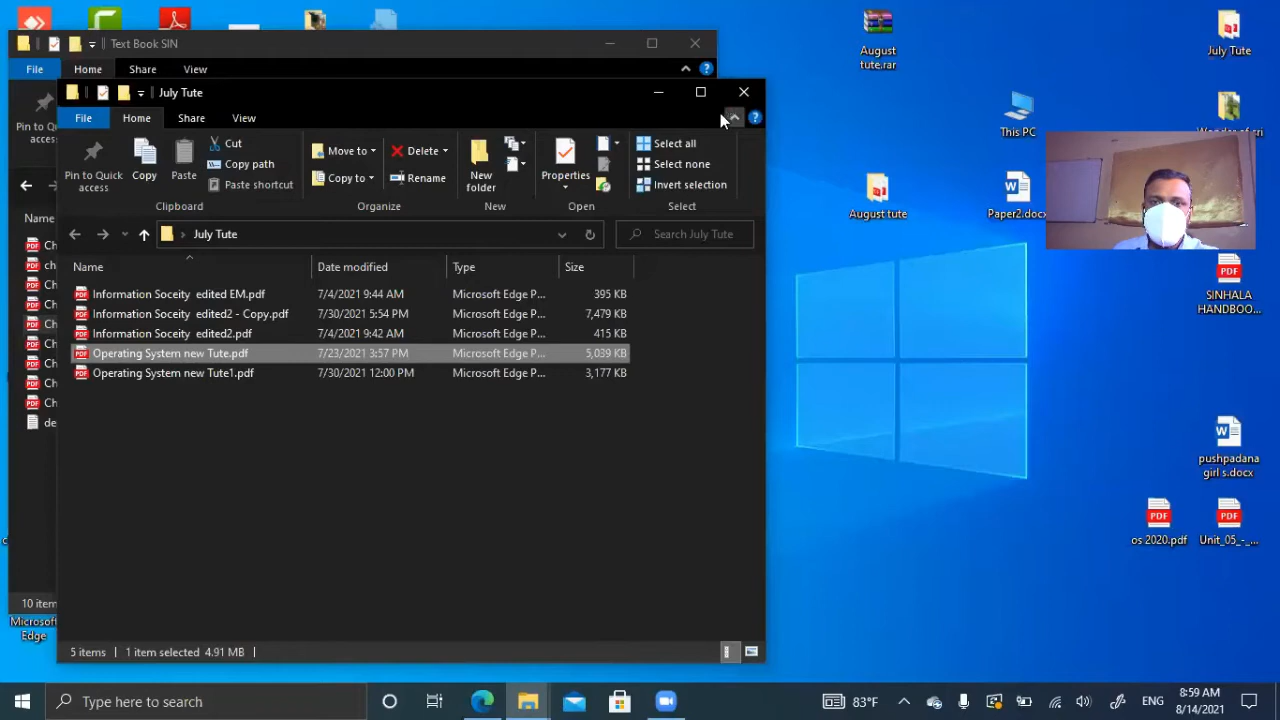 Text Book SIN
File Home Share View
July Tute
File Home Share View
Pin to Quick access
Copy
Paste
Cut
Copy path
Paste shortcut
Clipboard
Move to
Copy to
Delete
Rename
Organize
New folder
New
Properties
Open
Select all
Select none
Invert selection
Select
July Tute
Search July Tute
Name Date modified Type Size
Information Soceity edited EM.pdf 7/4/2021 9:44 AM Microsoft Edge P... 395 KB
Information Soceity edited2 - Copy.pdf 7/30/2021 5:54 PM Microsoft Edge P... 7,479 KB
Information Soceity edited2.pdf 7/4/2021 9:42 AM Microsoft Edge P... 415 KB
Operating System new Tute.pdf 7/23/2021 3:57 PM Microsoft Edge P... 5,039 KB
Operating System new Tute1.pdf 7/30/2021 12:00 PM Microsoft Edge P... 3,177 KB
5 items 1 item selected 4.91 MB
Pin to Quick
Name
10 item
Microsoft
Edge
August
tute.rar
July Tute
This PC
August tute
Paper2.docx
SINHALA
HANDBOO...
pushpadana
girl s.docx
os 2020.pdf
Unit_05_-_...
Type here to search
83°F
ENG
8:59 AM
8/14/2021